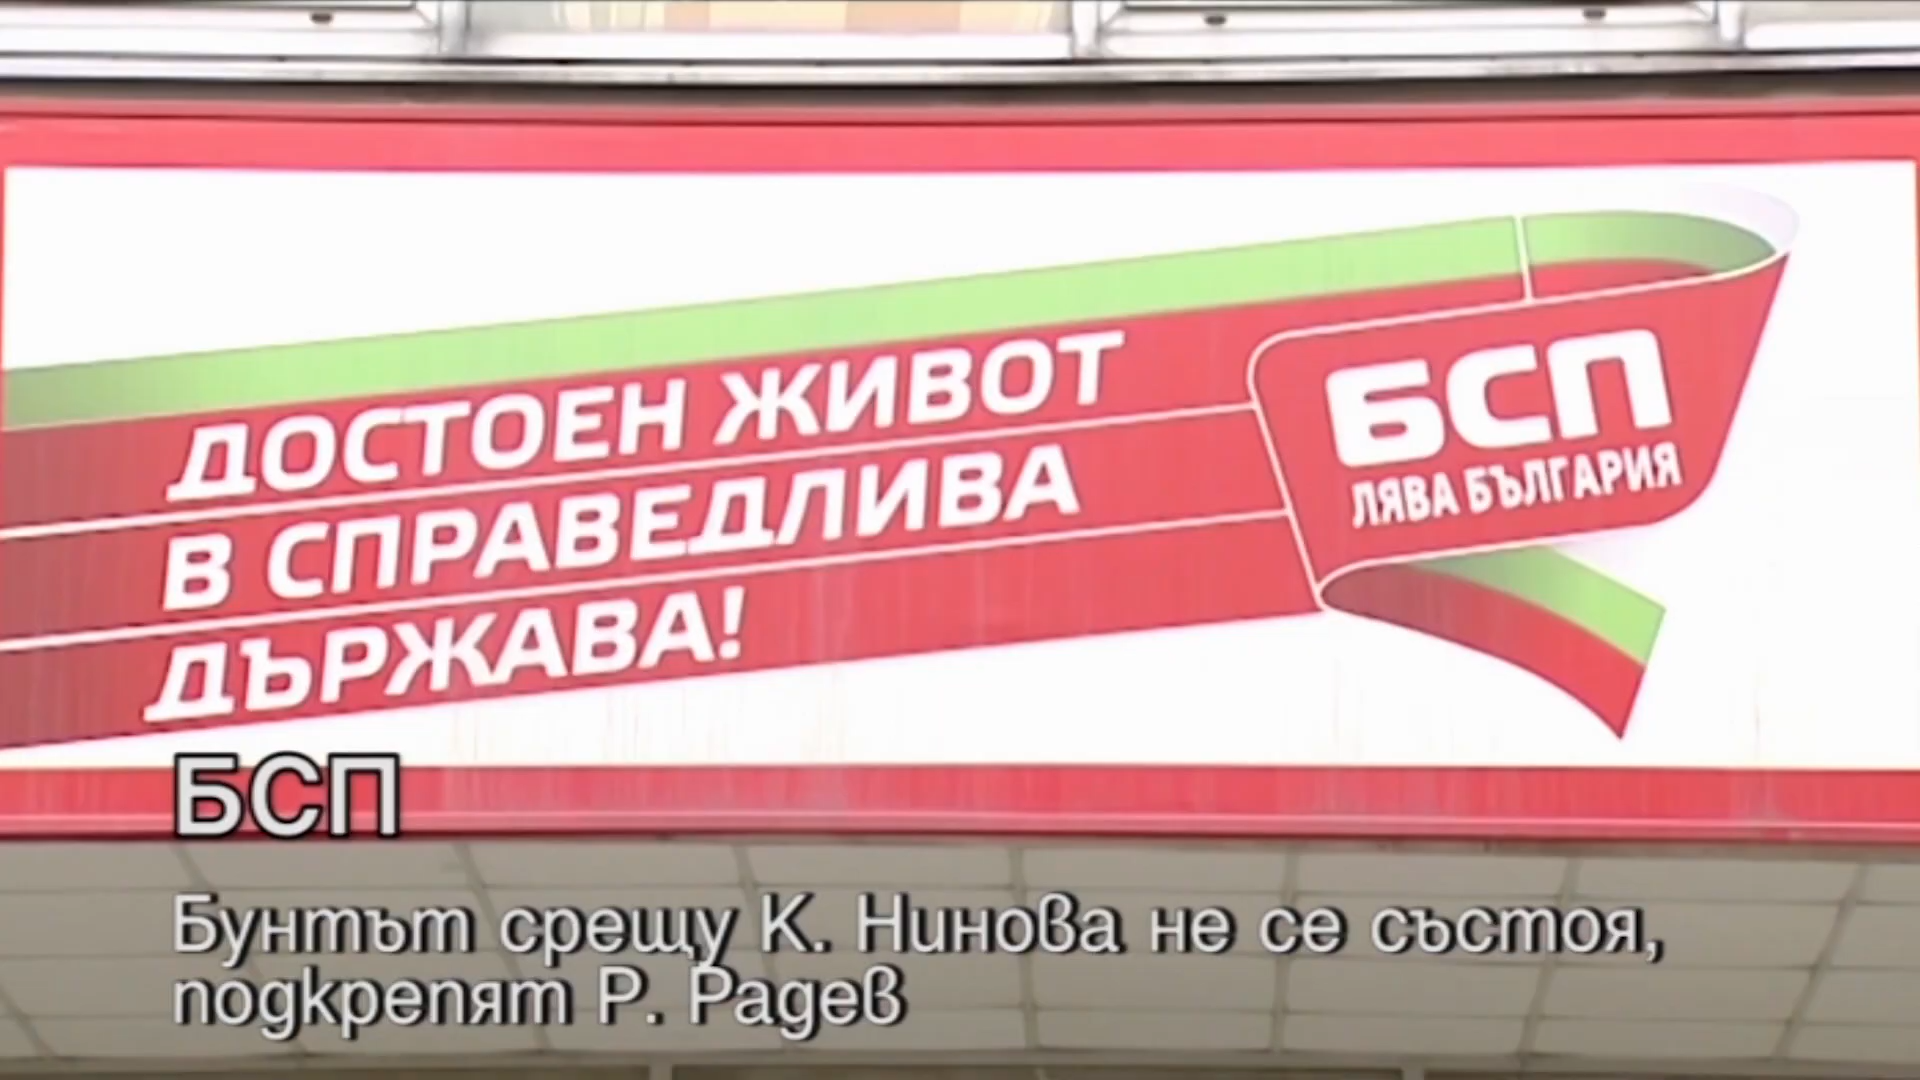 ДОСТОЕН ЖИВОТ
В СПРАВЕДЛИВА
ДЪРЖАВА!
БСП
ЛЯВА БЪЛГАРИЯ
БСП
Бунтът срещу К. Нинова не се състоя,
подкрепят Р. Радев